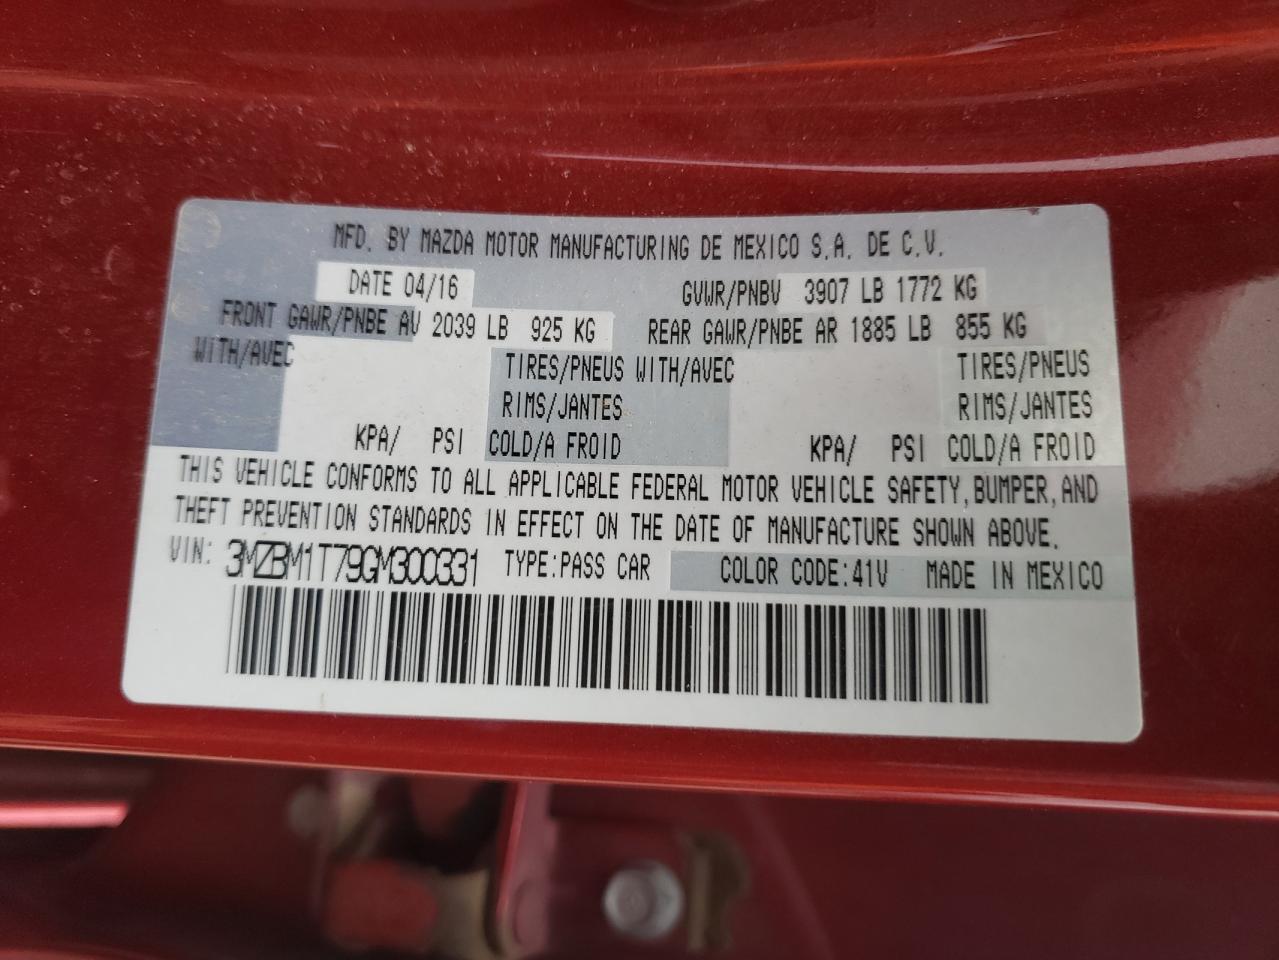 MFD. BY MAZDA MOTOR MANUFACTURING DE MEXICO S.A. DE C.V.
DATE 04/16 GVWR/PNBV 3907 LB 1772 KG
FRONT GAWR/PNBE AV 2039 LB 925 KG REAR GAWR/PNBE AR 1885 LB 855 KG
WITH/AVEC TIRES/PNEUS WITH/AVEC TIRES/PNEUS
RIMS/JANTES RIMS/JANTES
KPA/ PSI COLD/A FROID KPA/ PSI COLD/A FROID
THIS VEHICLE CONFORMS TO ALL APPLICABLE FEDERAL MOTOR VEHICLE SAFETY, BUMPER, AND
THEFT PREVENTION STANDARDS IN EFFECT ON THE DATE OF MANUFACTURE SHOWN ABOVE.
VIN: 3MZBM1T79GM300331 TYPE:PASS CAR COLOR CODE:41V MADE IN MEXICO